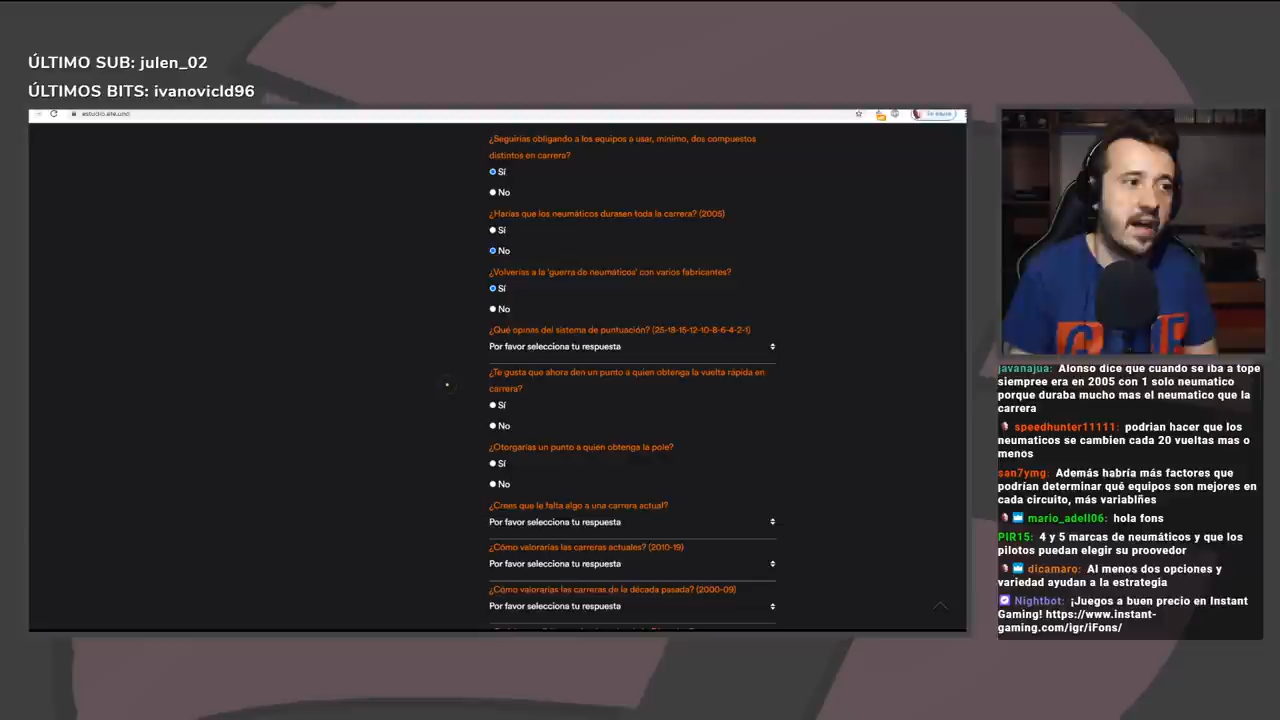 ÚLTIMO SUB: julen_02
ÚLTIMOS BITS: ivanovicld96
¿Seguirías obligando a los equipos a usar, mínimo, dos compuestos
distintos en carrera?
Sí
No
¿Harías que los neumáticos durasen toda la carrera? (2005)
Sí
No
¿Volverías a la 'guerra de neumáticos' con varios fabricantes?
Sí
No
¿Qué opinas del sistema de puntuación? (25-18-15-12-10-8-6-4-2-1)
Por favor selecciona tu respuesta
¿Te gusta que ahora den un punto a quien obtenga la vuelta rápida en
carrera?
Sí
No
¿Otorgarías un punto a quien obtenga la pole?
Sí
No
¿Crees que le falta algo a una carrera actual?
Por favor selecciona tu respuesta
¿Cómo valorarías las carreras actuales? (2010-19)
Por favor selecciona tu respuesta
¿Cómo valorarías las carreras de la década pasada? (2000-09)
Por favor selecciona tu respuesta
javanajua: Alonso dice que cuando se iba a tope
siempree era en 2005 con 1 solo neumatico
porque duraba mucho mas el neumatico que la
carrera
speedhunter11111: podrian hacer que los
neumaticos se cambien cada 20 vueltas mas o
menos
san7ymg: Además habría más factores que
podrían determinar qué equipos son mejores en
cada circuito, más variablñes
mario_adell06: hola fons
PIR15: 4 y 5 marcas de neumáticos y que los
pilotos puedan elegir su proovedor
dicamaro: Al menos dos opciones y
variedad ayudan a la estrategia
Nightbot: ¡Juegos a buen precio en Instant
Gaming! https://www.instant-
gaming.com/igr/iFons/